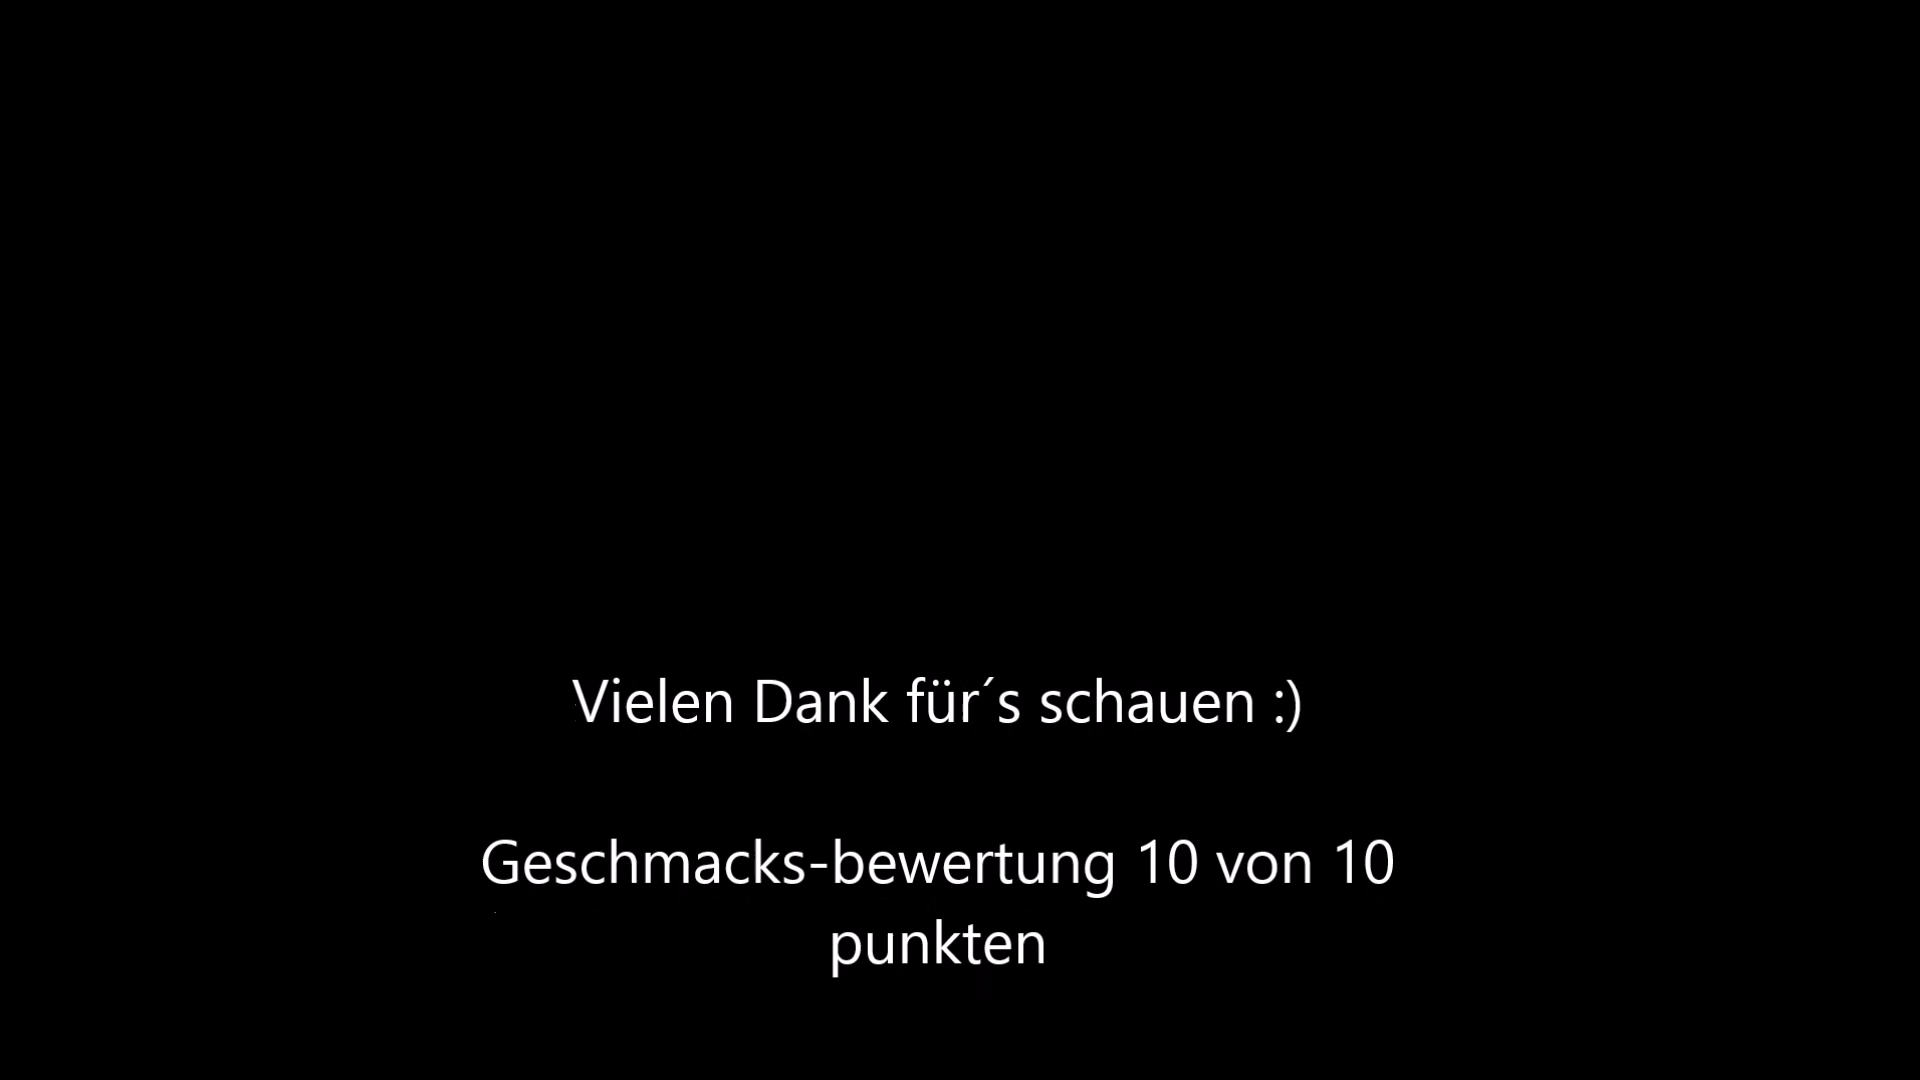 Vielen Dank für´s schauen :)
Geschmacks-bewertung 10 von 10
punkten